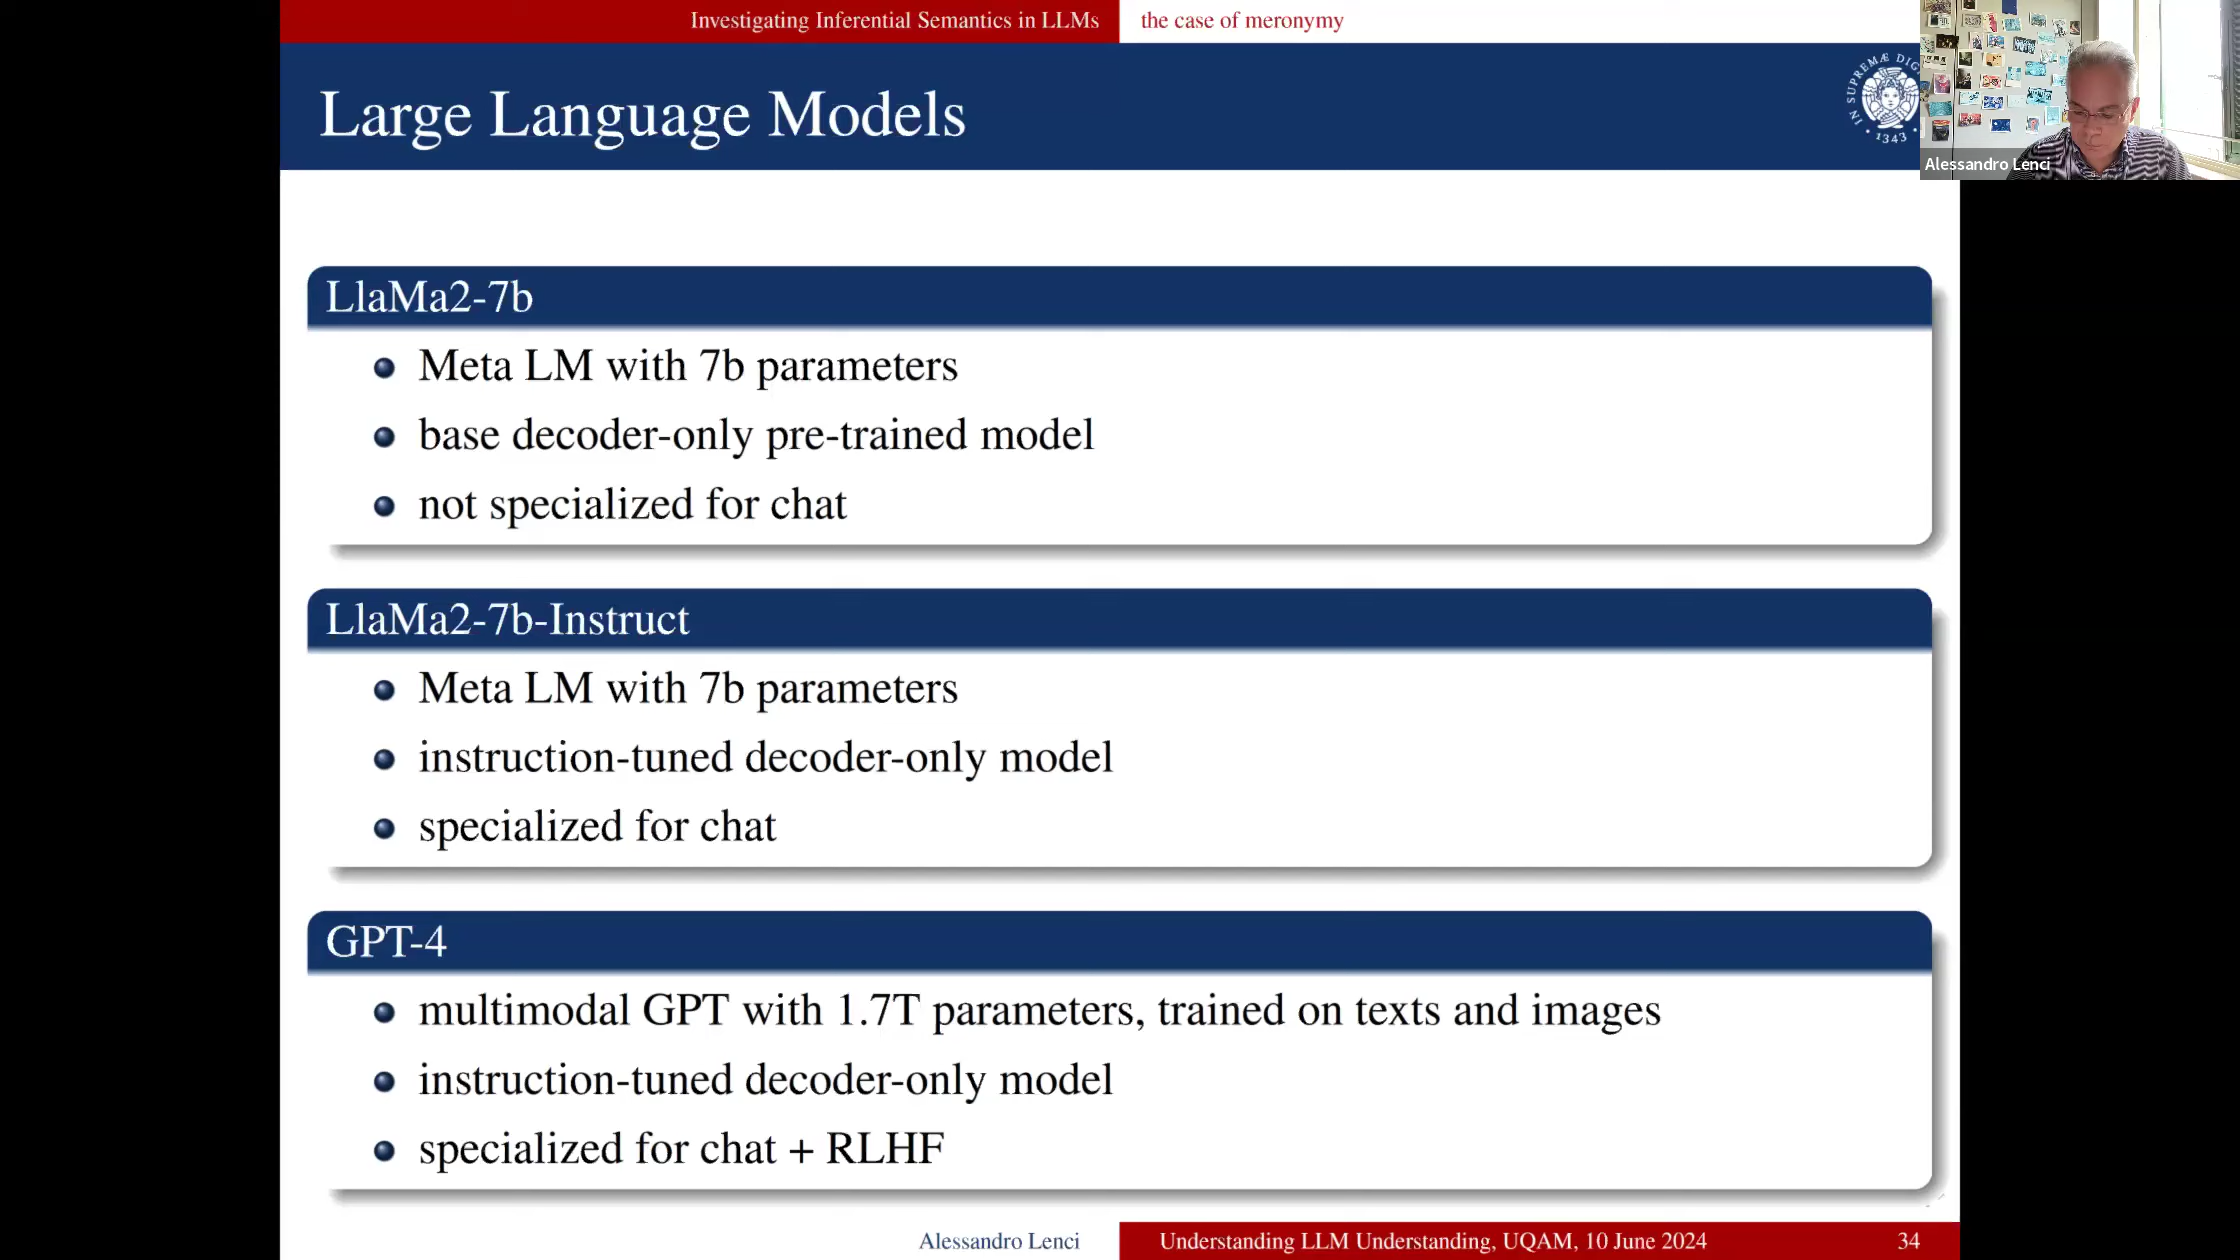 Investigating Inferential Semantics in LLMs
the case of meronymy
Large Language Models
IN SUPREMÆ DIG
• 1343 •
Alessandro Lenci
LlaMa2-7b
Meta LM with 7b parameters
base decoder-only pre-trained model
not specialized for chat
LlaMa2-7b-Instruct
Meta LM with 7b parameters
instruction-tuned decoder-only model
specialized for chat
GPT-4
multimodal GPT with 1.7T parameters, trained on texts and images
instruction-tuned decoder-only model
specialized for chat + RLHF
Alessandro Lenci
Understanding LLM Understanding, UQAM, 10 June 2024
34